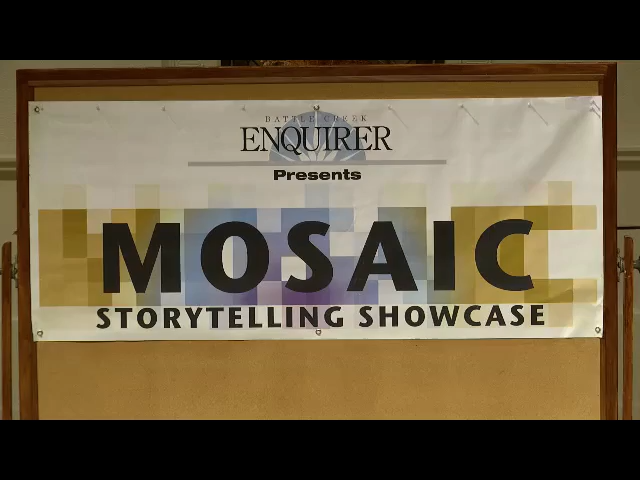 BATTLE CREEK
ENQUIRER
Presents
MOSAIC
STORYTELLING SHOWCASE